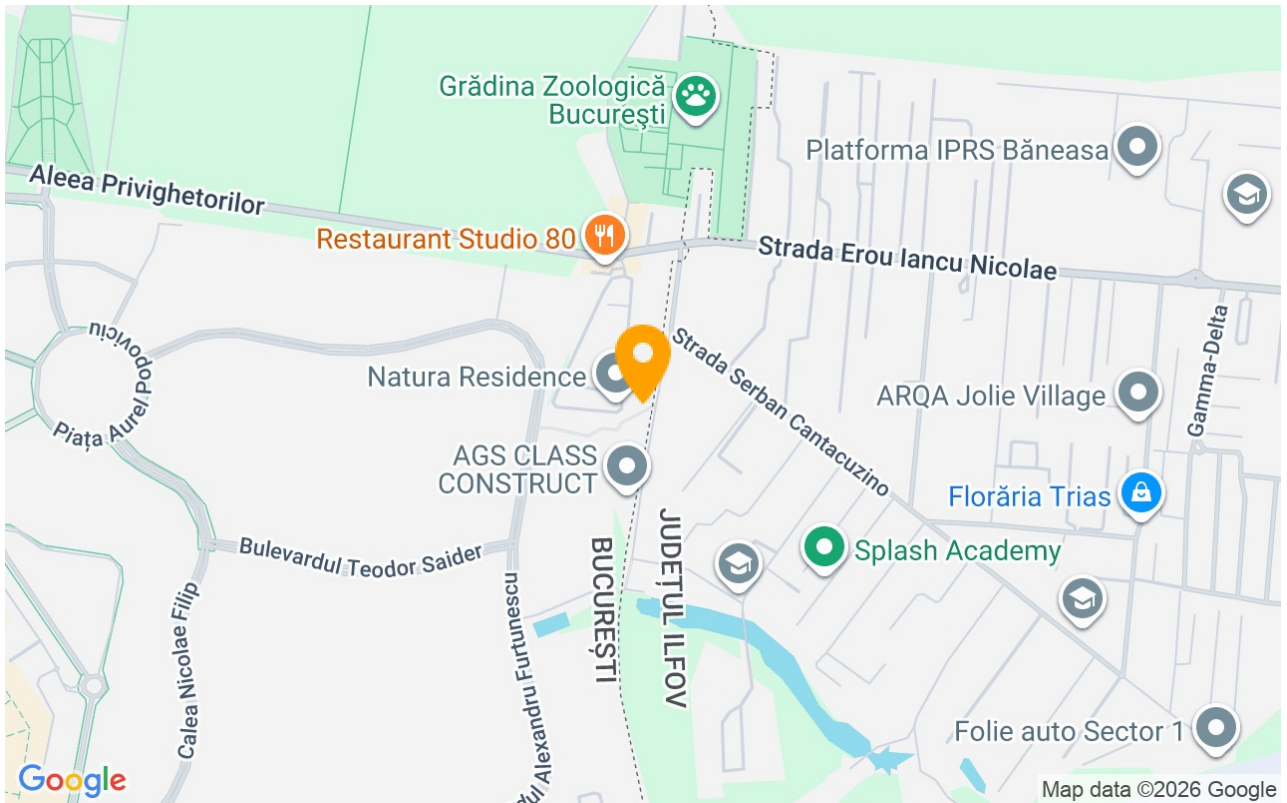 Grădina Zoologică
București
Platforma IPRS Băneasa
Aleea Privighetorilor
Restaurant Studio 80
Strada Erou Iancu Nicolae
Piața Aurel Popoviciu
Strada Serban Cantacuzino
Gamma-Delta
Natura Residence
ARQA Jolie Village
AGS CLASS
CONSTRUCT
Florăria Trias
Bulevardul Teodor Saider
BUCUREȘTI
JUDEȚUL ILFOV
Splash Academy
Calea Nicolae Filip
dul Alexandru Furtunescu
Folie auto Sector 1
Google
Map data ©2026 Google